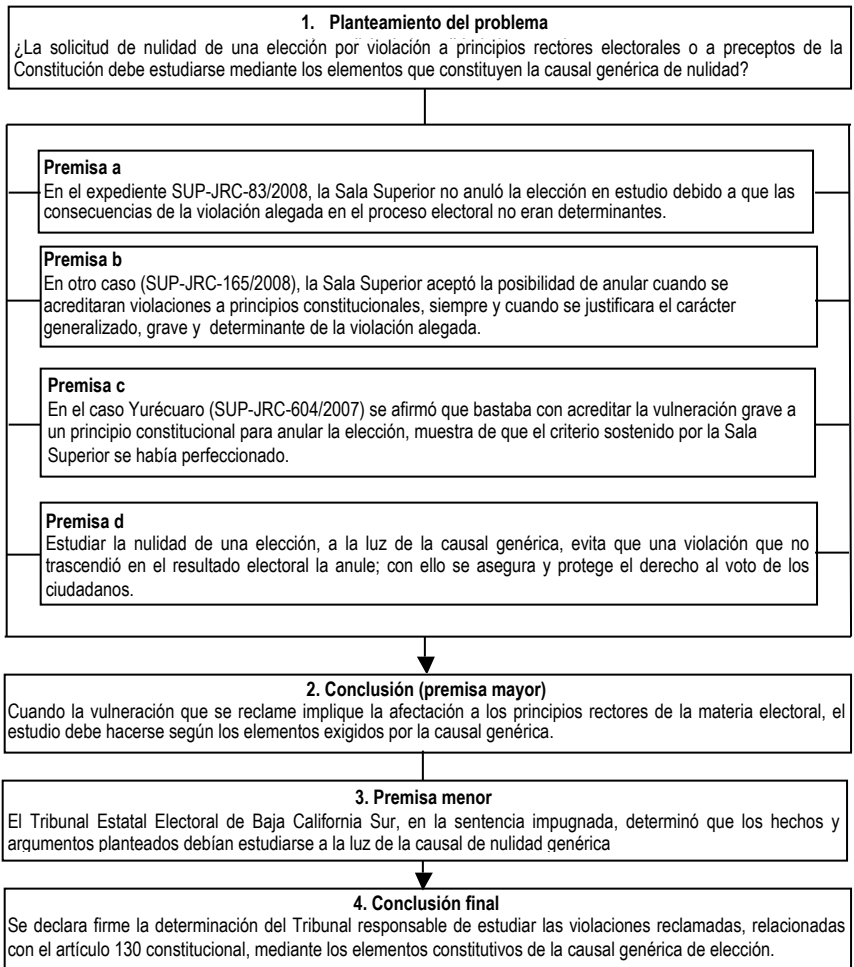 1. Planteamiento del problema
¿La solicitud de nulidad de una elección por violación a principios rectores electorales o a preceptos de la
Constitución debe estudiarse mediante los elementos que constituyen la causal genérica de nulidad?
Premisa a
En el expediente SUP-JRC-83/2008, la Sala Superior no anuló la elección en estudio debido a que las
consecuencias de la violación alegada en el proceso electoral no eran determinantes.
Premisa b
En otro caso (SUP-JRC-165/2008), la Sala Superior aceptó la posibilidad de anular cuando se
acreditaran violaciones a principios constitucionales, siempre y cuando se justificara el carácter
generalizado, grave y determinante de la violación alegada.
Premisa c
En el caso Yurécuaro (SUP-JRC-604/2007) se afirmó que bastaba con acreditar la vulneración grave a
un principio constitucional para anular la elección, muestra de que el criterio sostenido por la Sala
Superior se había perfeccionado.
Premisa d
Estudiar la nulidad de una elección, a la luz de la causal genérica, evita que una violación que no
trascendió en el resultado electoral la anule; con ello se asegura y protege el derecho al voto de los
ciudadanos.
2. Conclusión (premisa mayor)
Cuando la vulneración que se reclame implique la afectación a los principios rectores de la materia electoral, el
estudio debe hacerse según los elementos exigidos por la causal genérica.
3. Premisa menor
El Tribunal Estatal Electoral de Baja California Sur, en la sentencia impugnada, determinó que los hechos y
argumentos planteados debían estudiarse a la luz de la causal de nulidad genérica
4. Conclusión final
Se declara firme la determinación del Tribunal responsable de estudiar las violaciones reclamadas, relacionadas
con el artículo 130 constitucional, mediante los elementos constitutivos de la causal genérica de elección.